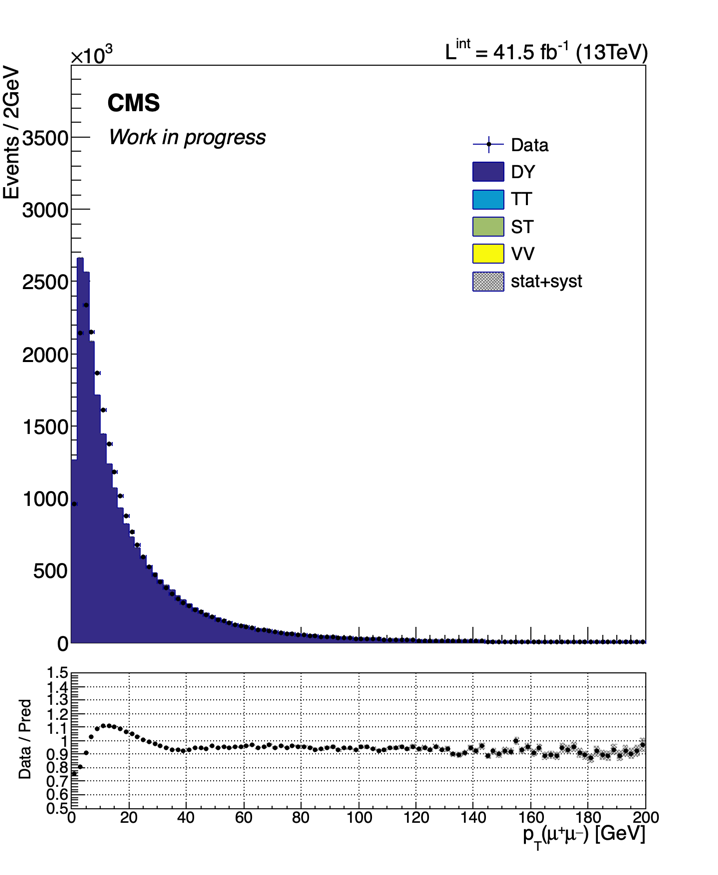 ×10³
L^int = 41.5 fb⁻¹ (13TeV)
Events / 2GeV
CMS
Work in progress
Data
DY
TT
ST
VV
stat+syst
3500
3000
2500
2000
1500
1000
500
0
Data / Pred
1.5
1.4
1.3
1.2
1.1
1
0.9
0.8
0.7
0.6
0.5
0 20 40 60 80 100 120 140 160 180 200
p_T(μ⁺μ⁻) [GeV]